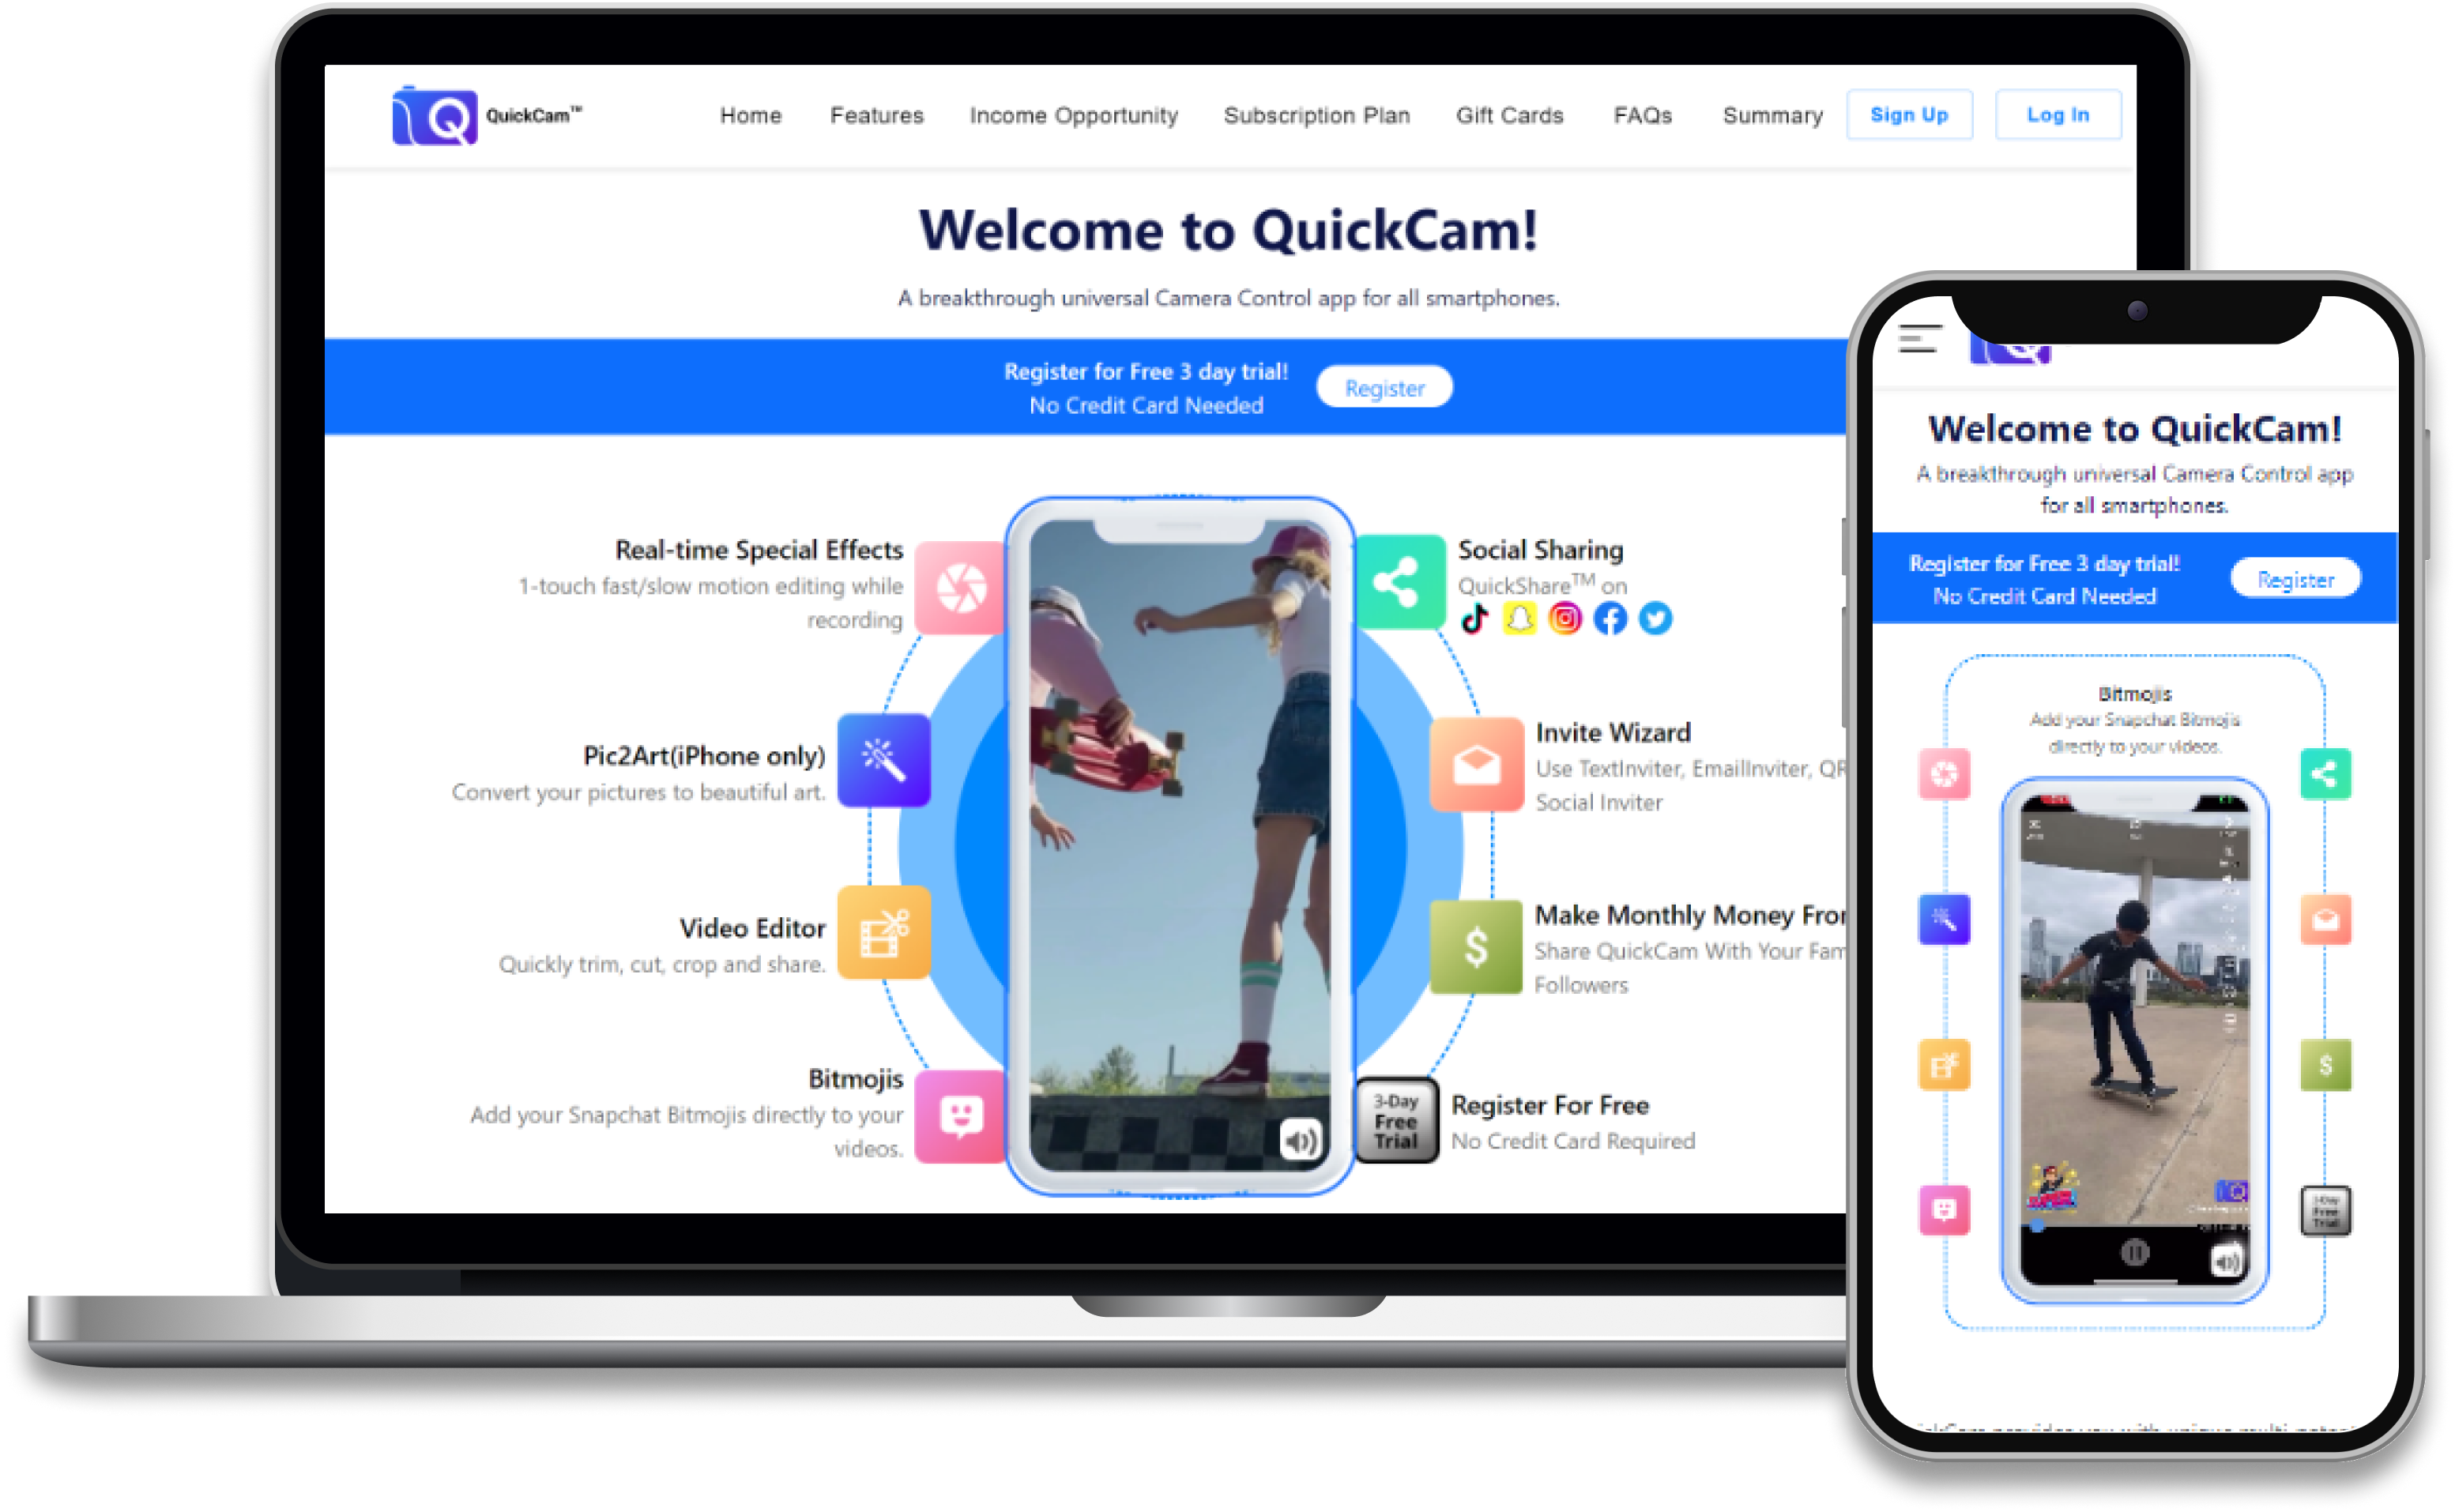 QuickCam™
Home Features Income Opportunity Subscription Plan Gift Cards FAQs Summary Sign Up Log In
Welcome to QuickCam!
A breakthrough universal Camera Control app for all smartphones.
Register for Free 3 day trial!
No Credit Card Needed
Register
Real-time Special Effects
1-touch fast/slow motion editing while
recording
Pic2Art(iPhone only)
Convert your pictures to beautiful art.
Video Editor
Quickly trim, cut, crop and share.
Bitmojis
Add your Snapchat Bitmojis directly to your
videos.
Social Sharing
QuickShare™ on
Invite Wizard
Use TextInviter, EmailInviter, QR
Social Inviter
Make Monthly Money
Share QuickCam With Your
Followers
3-Day
Free
Trial
Register For Free
No Credit Card Required
Welcome to QuickCam!
A breakthrough universal Camera Control app
for all smartphones.
Register for Free 3 day trial!
No Credit Card Needed
Register
Bitmojis
Add your Snapchat Bitmojis
directly to your videos.
SUPER
3-Day
Free
Trial